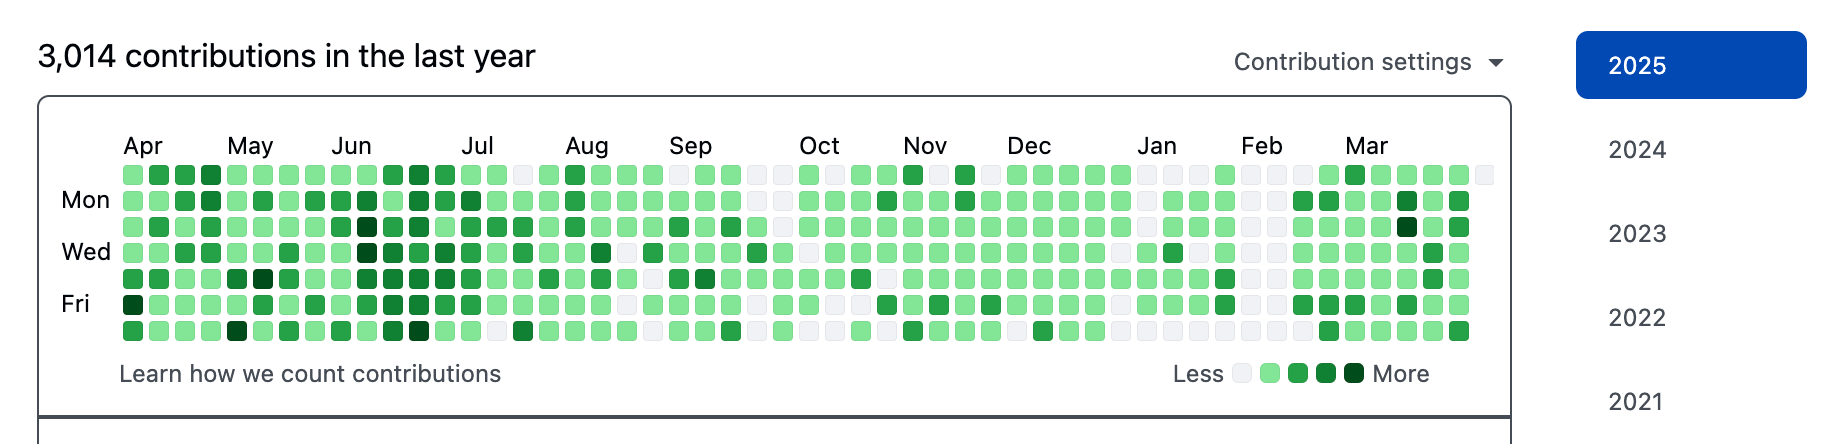 3,014 contributions in the last year
Contribution settings
2025
2024
2023
2022
2021
Apr May Jun Jul Aug Sep Oct Nov Dec Jan Feb Mar
Mon
Wed
Fri
Learn how we count contributions
Less More